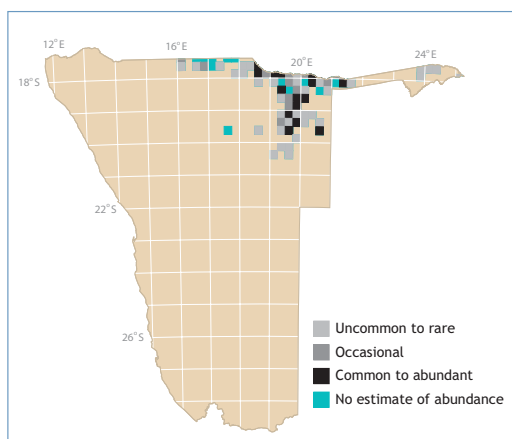 12°E
16°E
20°E
24°E
18°S
22°S
26°S
Uncommon to rare
Occasional
Common to abundant
No estimate of abundance